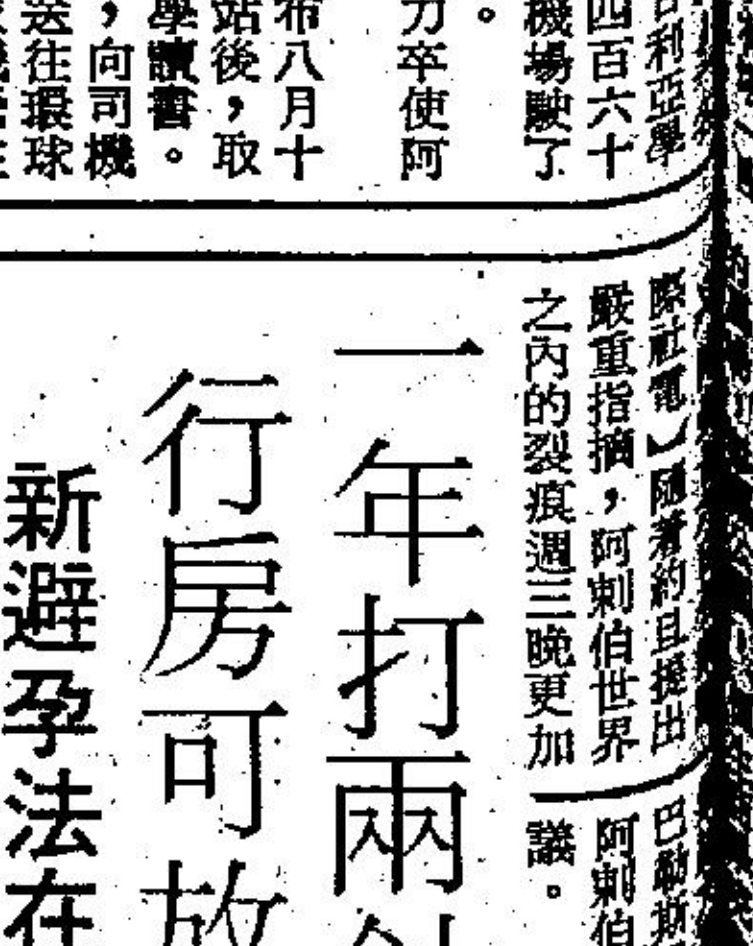 利亞學
四百六十
機場駛了
。
力卒使阿
布八月十
站後，取
學讀書。
，向司機
送往環球
際社電】隨着約旦提出
嚴重指摘，阿剌伯世界
之內的裂痕週三晚更加
巴勒斯
阿剌伯
議。
一年打兩
行房可放
新避孕法在